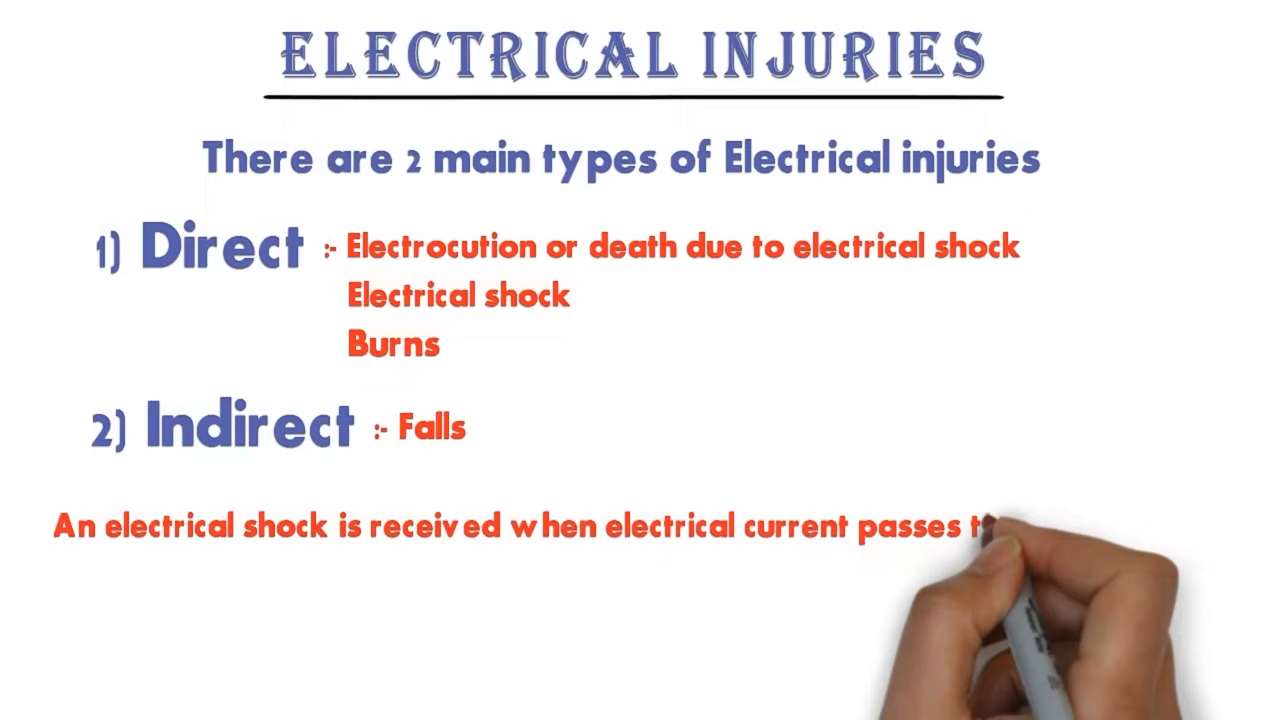 ELECTRICAL INJURIES
There are 2 main types of Electrical injuries
1) Direct :- Electrocution or death due to electrical shock
Electrical shock
Burns
2) Indirect :- Falls
An electrical shock is received when electrical current passes t